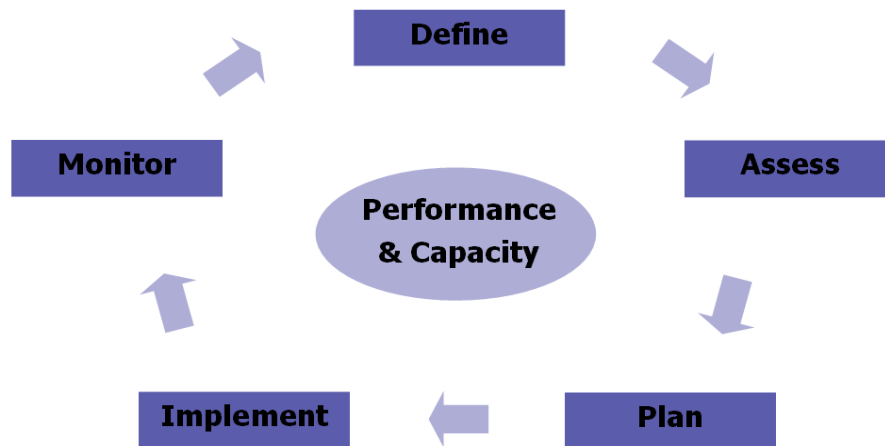 Define
Monitor
Assess
Performance
& Capacity
Implement
Plan